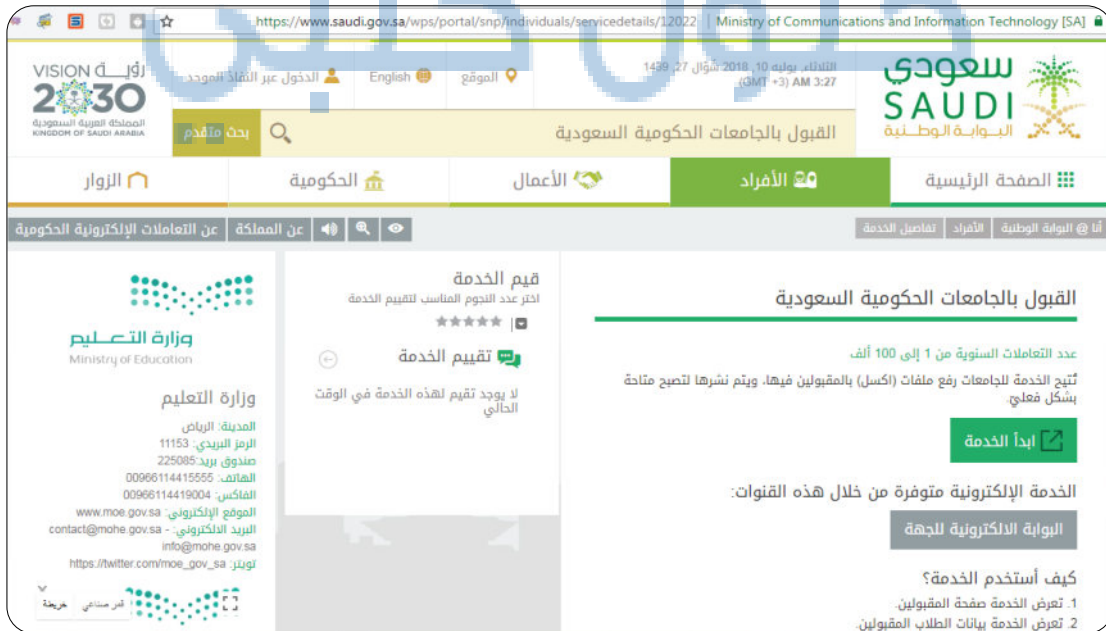 https://www.saudi.gov.sa/wps/portal/snp/individuals/servicedetails/12022 | Ministry of Communications and Information Technology [SA]
سعودي
SAUDI
البوابة الوطنية
الثلاثاء, يوليه 10, 2018 شوّال 27, 1439
3:27 AM (GMT +3)
الموقع
English
الدخول عبر النفاذ الموحد
رؤية VISION
2030
المملكة العربية السعودية
KINGDOM OF SAUDI ARABIA
القبول بالجامعات الحكومية السعودية
بحث متقدم
الصفحة الرئيسية
الأفراد
الأعمال
الحكومية
الزوار
أنا @ البوابة الوطنية
الأفراد
تفاصيل الخدمة
عن المملكة
عن التعاملات الإلكترونية الحكومية
القبول بالجامعات الحكومية السعودية
عدد التعاملات السنوية من 1 إلى 100 ألف
تُتيح الخدمة للجامعات رفع ملفات (اكسل) بالمقبولين فيها، ويتم نشرها لتصبح متاحة
بشكل فعليّ.
ابدأ الخدمة
الخدمة الإلكترونية متوفرة من خلال هذه القنوات:
البوابة الالكترونية للجهة
كيف أستخدم الخدمة؟
1. تعرض الخدمة صفحة المقبولين.
2. تعرض الخدمة بيانات الطلاب المقبولين.
قيم الخدمة
اختر عدد النجوم المناسب لتقييم الخدمة
تقييم الخدمة
لا يوجد تقيم لهذه الخدمة في الوقت
الحالي
وزارة التعليم
Ministry of Education
وزارة التعليم
المدينة: الرياض
الرمز البريدي: 11153
صندوق بريد:225085
الهاتف: 00966114415555
الفاكس: 00966114419004
الموقع الإلكتروني: www.moe.gov.sa
البريد الالكتروني: - contact@mohe.gov.sa
info@mohe.gov.sa
تويتر: https://twitter.com/moe_gov_sa
خريطة
قمر صناعي